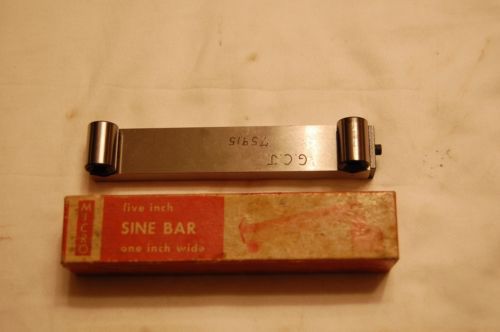 75915
G.C.J
MICRO
five inch
SINE BAR
one inch wide